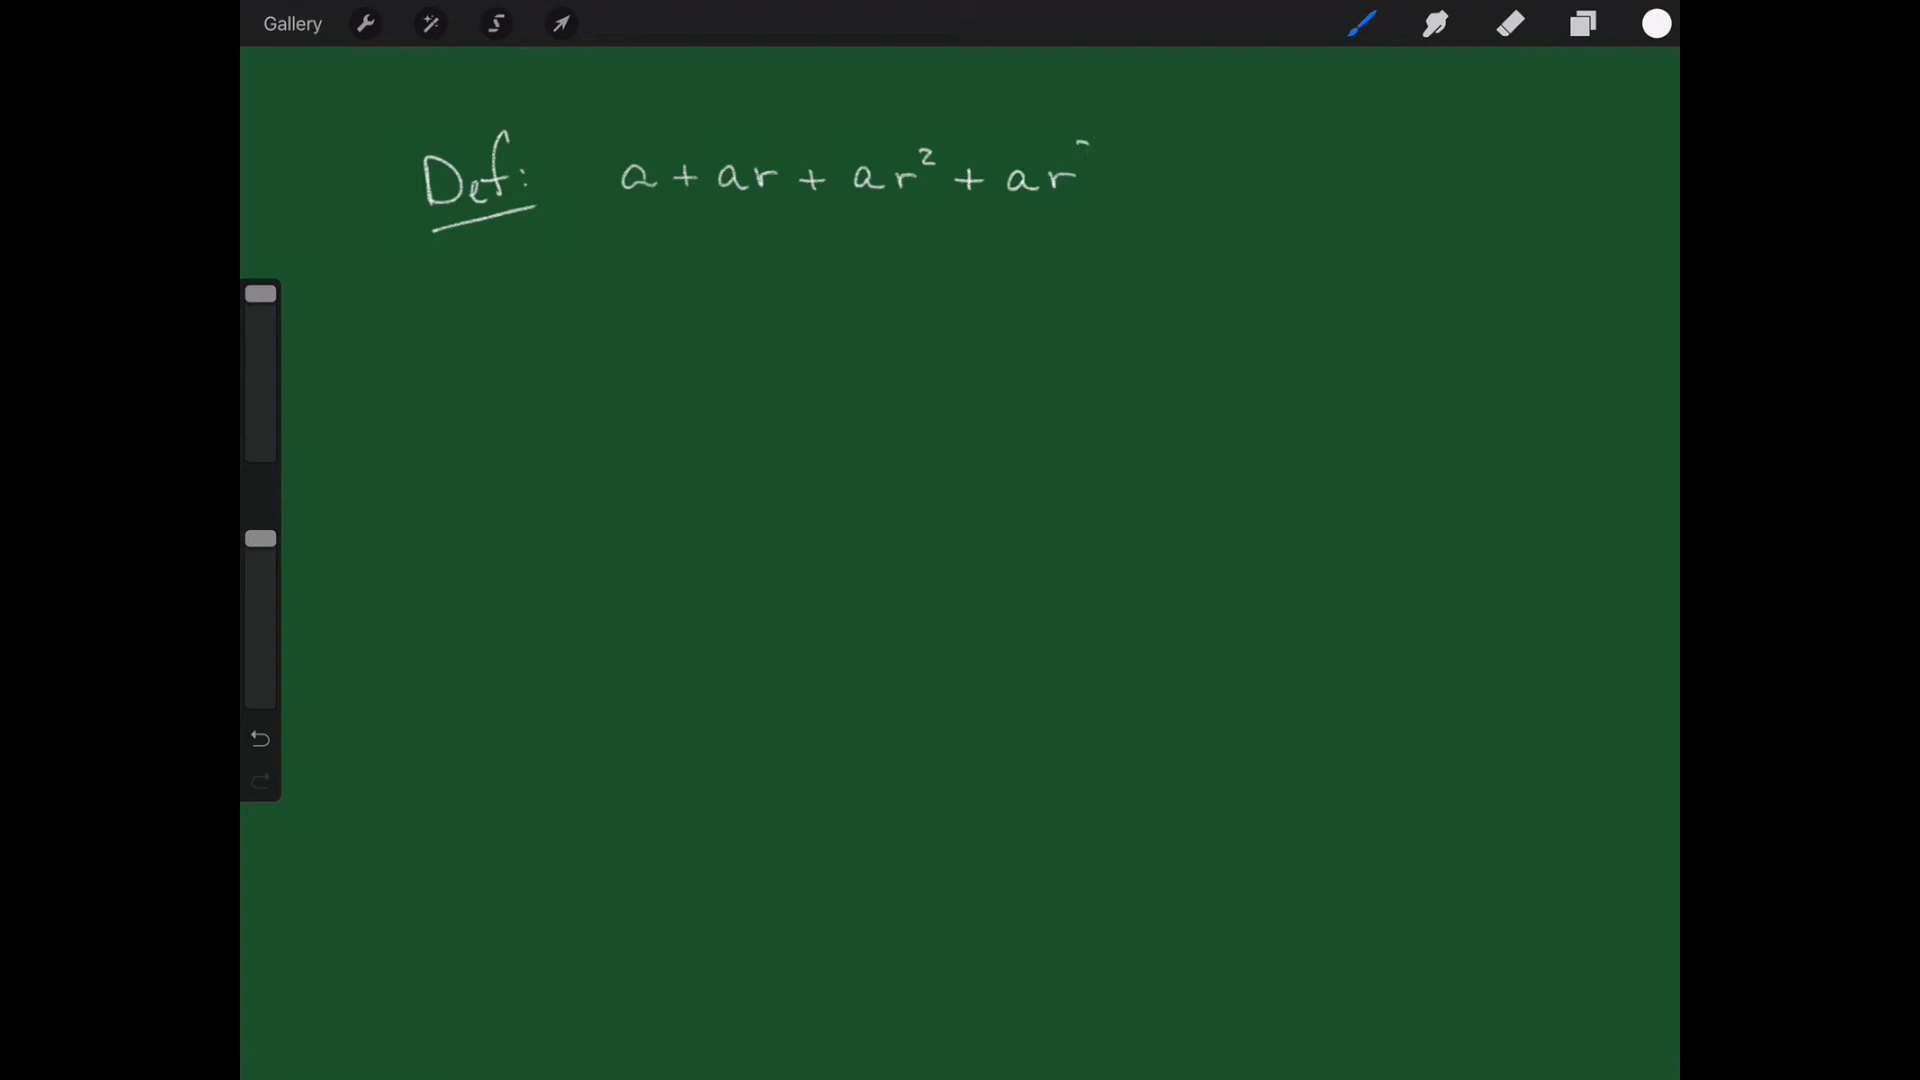 Gallery
Def: a + ar + ar² + ar